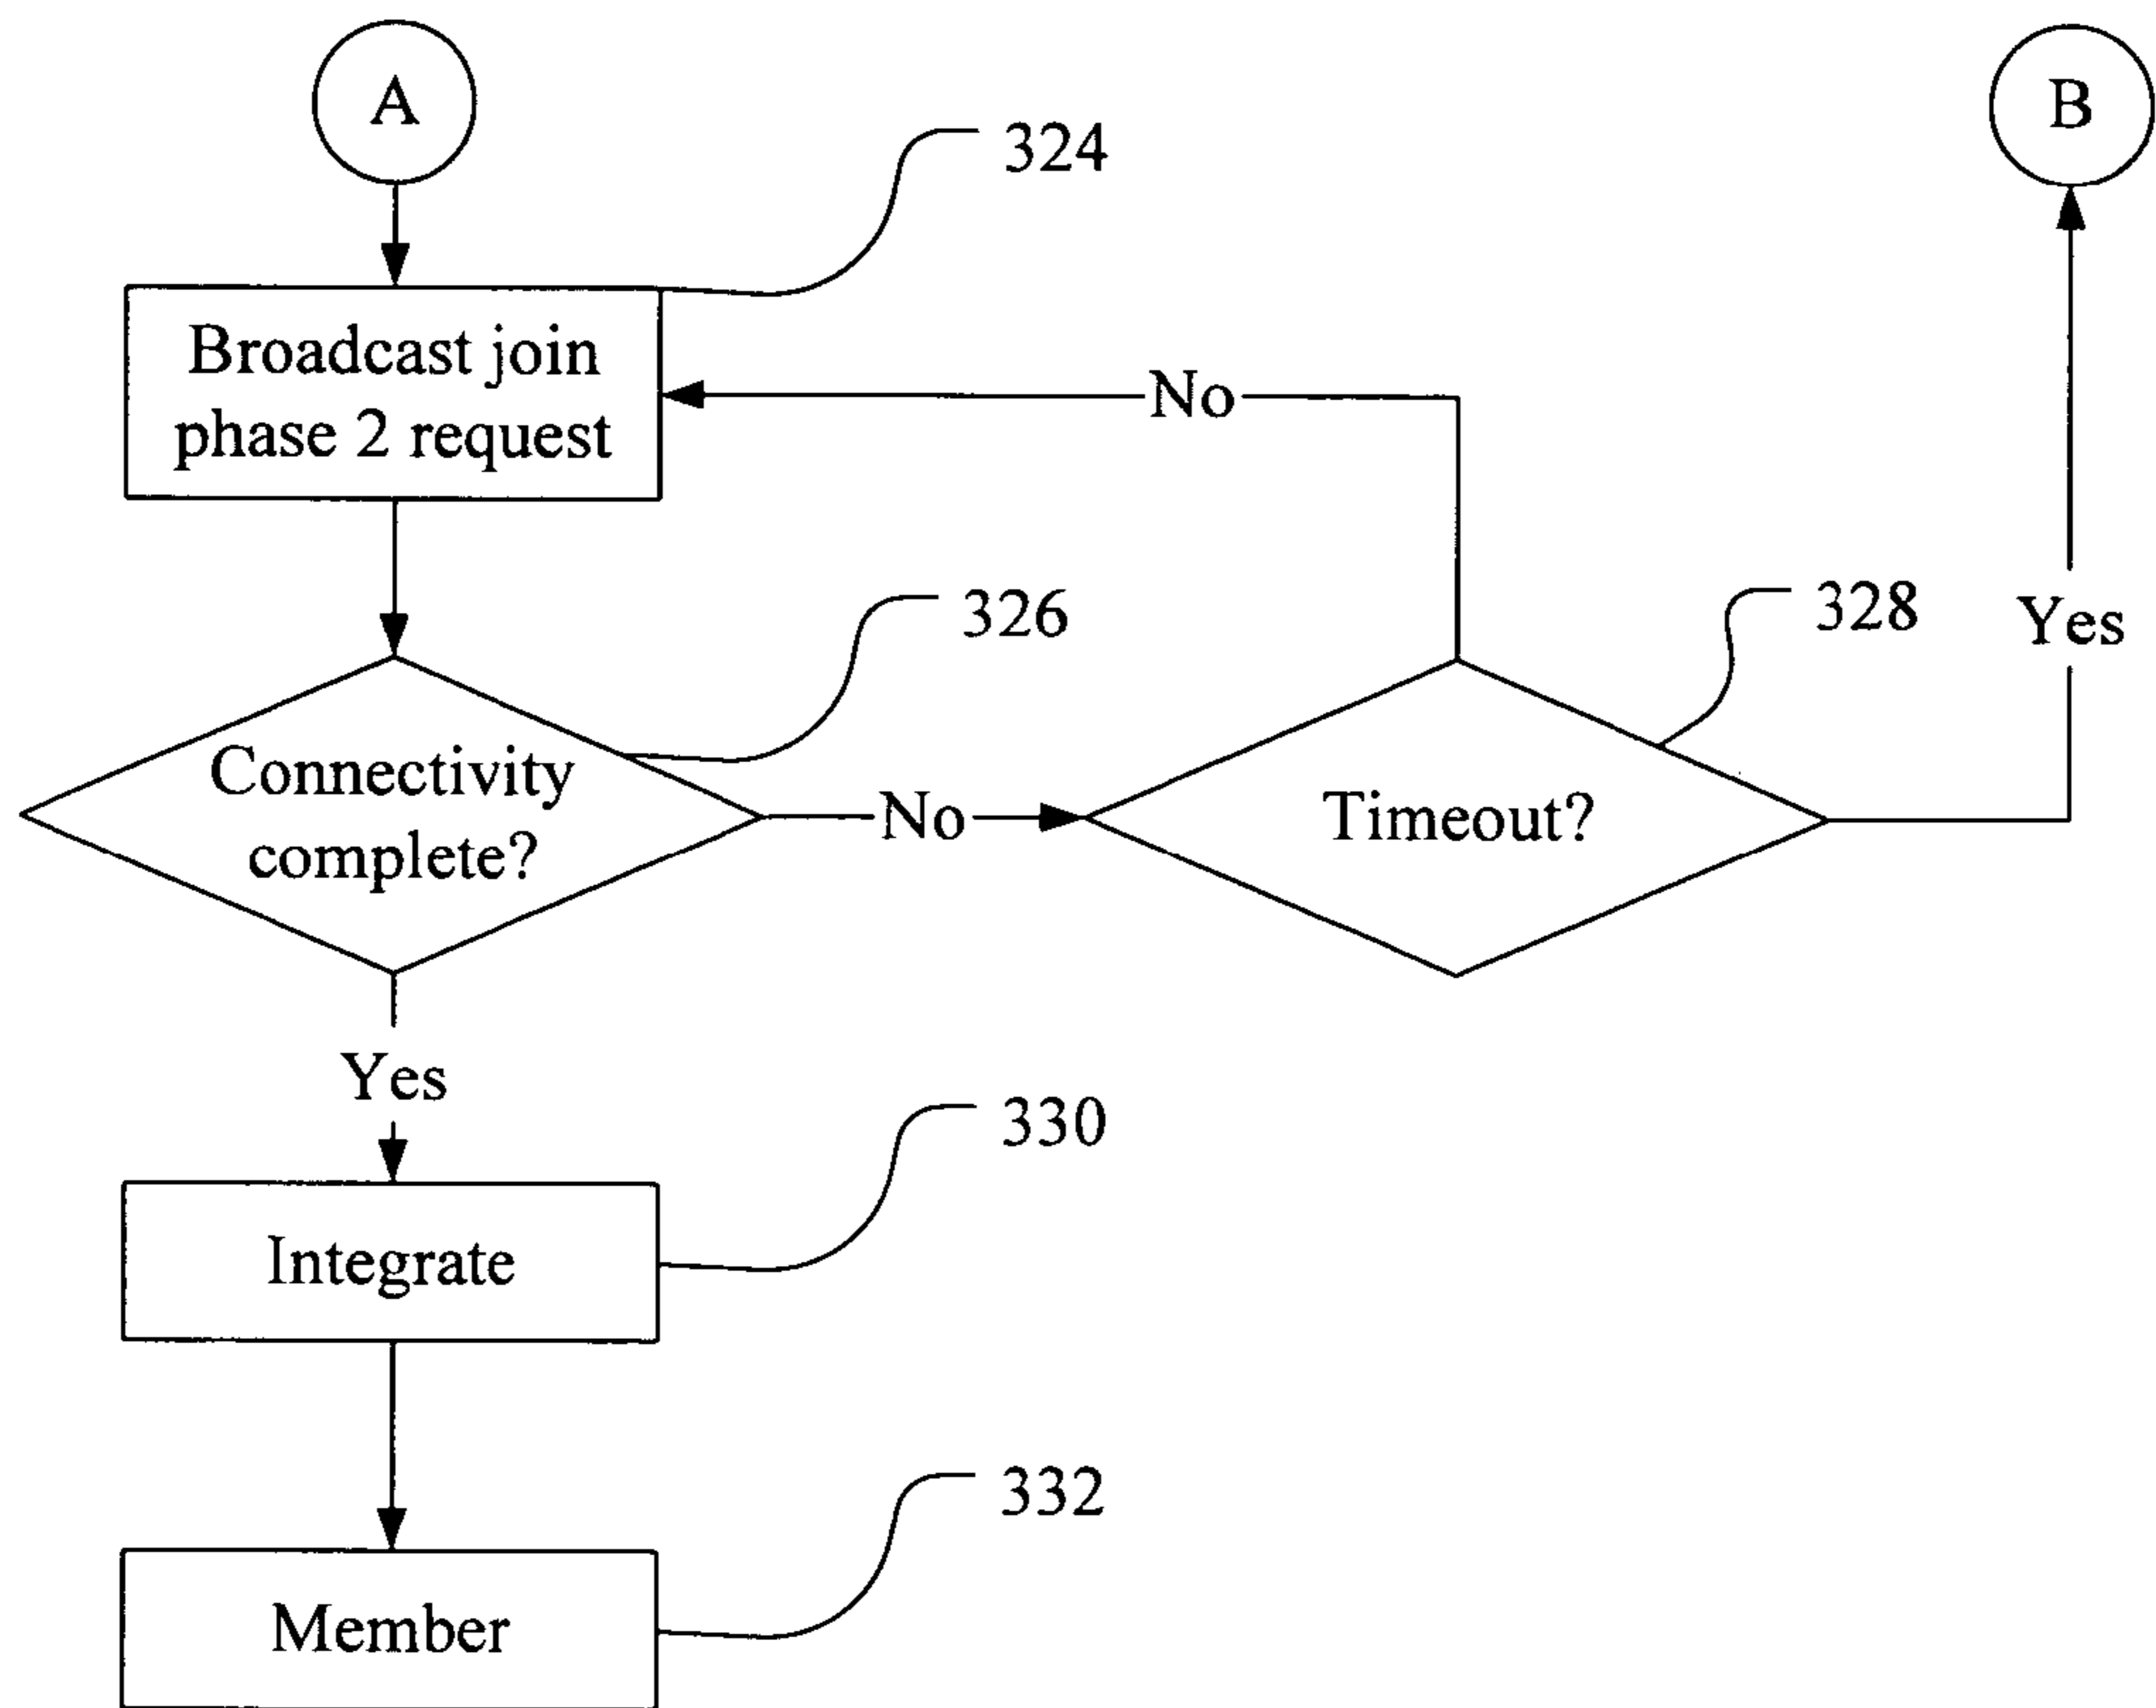 A
B
324
Broadcast join
phase 2 request
No
326
328
Yes
Connectivity
complete?
No
Timeout?
Yes
330
Integrate
332
Member